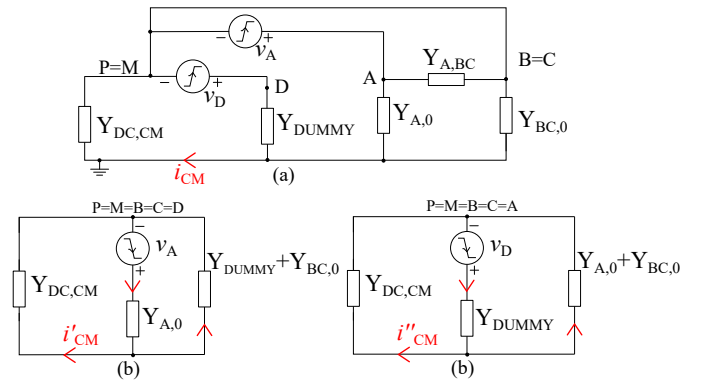 − +
v_A
P=M
− +
v_D
D
A
Y_A,BC
B=C
Y_DC,CM
Y_DUMMY
Y_A,0
Y_BC,0
i_CM
(a)
P=M=B=C=D
−
v_A
+
Y_DC,CM
Y_DUMMY+Y_BC,0
Y_A,0
i'_CM
(b)
P=M=B=C=A
−
v_D
+
Y_DC,CM
Y_A,0+Y_BC,0
Y_DUMMY
i''_CM
(b)